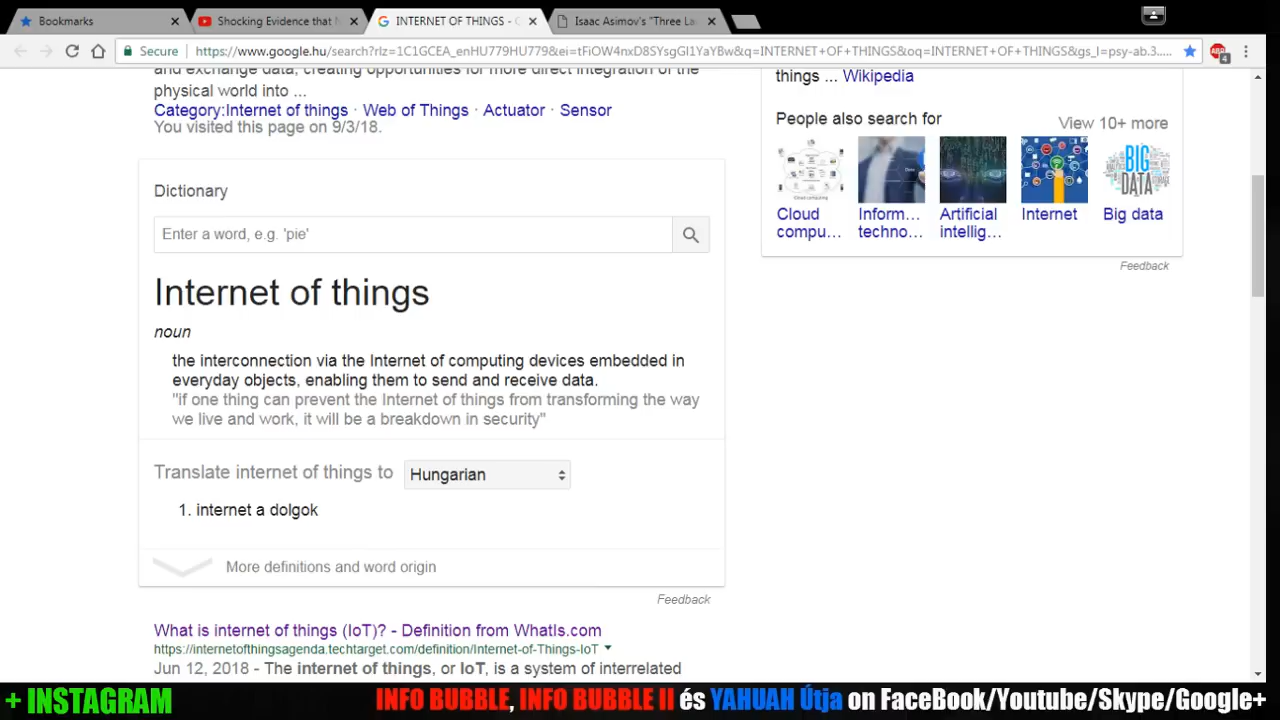 Bookmarks
Shocking Evidence that
INTERNET OF THINGS - G
Isaac Asimov's "Three La
Secure
https://www.google.hu/search?rlz=1C1GCEA_enHU779HU779&ei=tFiOW4nxD8SYsgGI1YaYBw&q=INTERNET+OF+THINGS&oq=INTERNET+OF+THINGS&gs_l=psy-ab.3.....
4
and exchange data, creating opportunities for more direct integration of the
physical world into ...
Category:Internet of things · Web of Things · Actuator · Sensor
You visited this page on 9/3/18.
Dictionary
Enter a word, e.g. 'pie'
Internet of things
noun
the interconnection via the Internet of computing devices embedded in
everyday objects, enabling them to send and receive data.
"if one thing can prevent the Internet of things from transforming the way
we live and work, it will be a breakdown in security"
Translate internet of things to Hungarian
1. internet a dolgok
More definitions and word origin
Feedback
What is internet of things (IoT)? - Definition from WhatIs.com
https://internetofthingsagenda.techtarget.com/definition/Internet-of-Things-IoT
Jun 12, 2018 - The internet of things, or IoT, is a system of interrelated
things ... Wikipedia
People also search for
View 10+ more
BIG DATA
Cloud compu...
Inform... techno...
Artificial intellig...
Internet
Big data
Feedback
+ INSTAGRAM
INFO BUBBLE, INFO BUBBLE II és YAHUAH Útja on FaceBook/Youtube/Skype/Google+